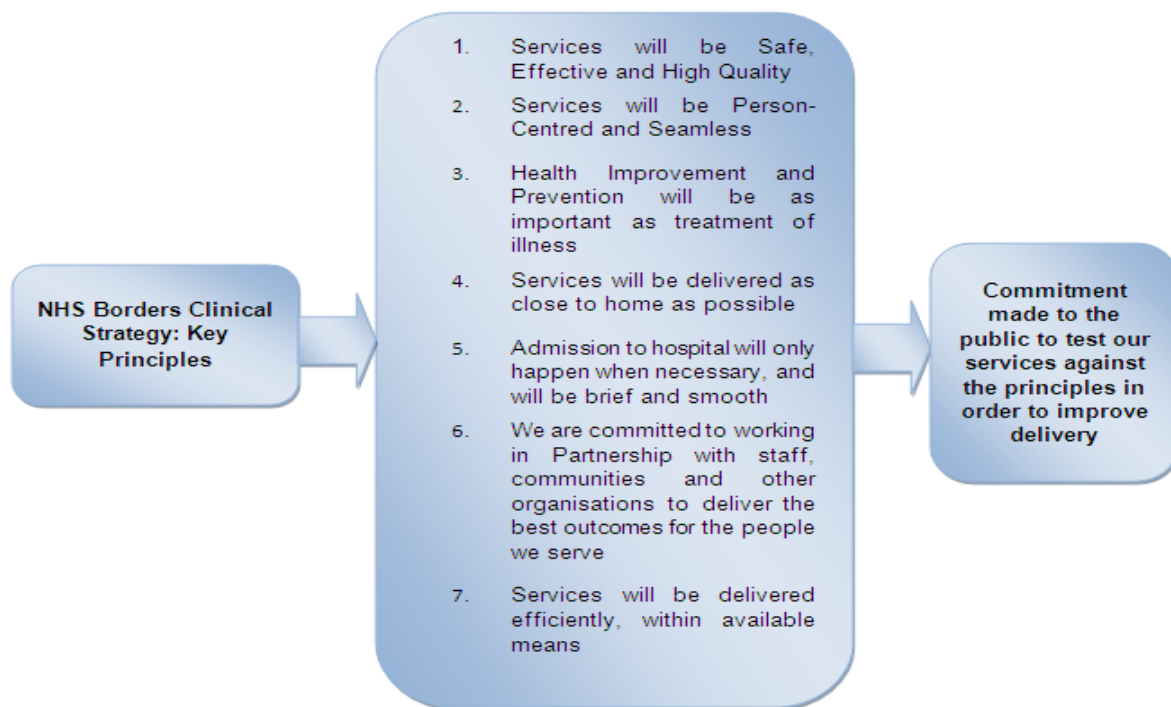 NHS Borders Clinical
Strategy: Key
Principles
1. Services will be Safe,
Effective and High Quality
2. Services will be Person-
Centred and Seamless
3. Health Improvement and
Prevention will be as
important as treatment of
illness
4. Services will be delivered as
close to home as possible
5. Admission to hospital will only
happen when necessary, and
will be brief and smooth
6. We are committed to working
in Partnership with staff,
communities and other
organisations to deliver the
best outcomes for the people
we serve
7. Services will be delivered
efficiently, within available
means
Commitment
made to the
public to test our
services against
the principles in
order to improve
delivery